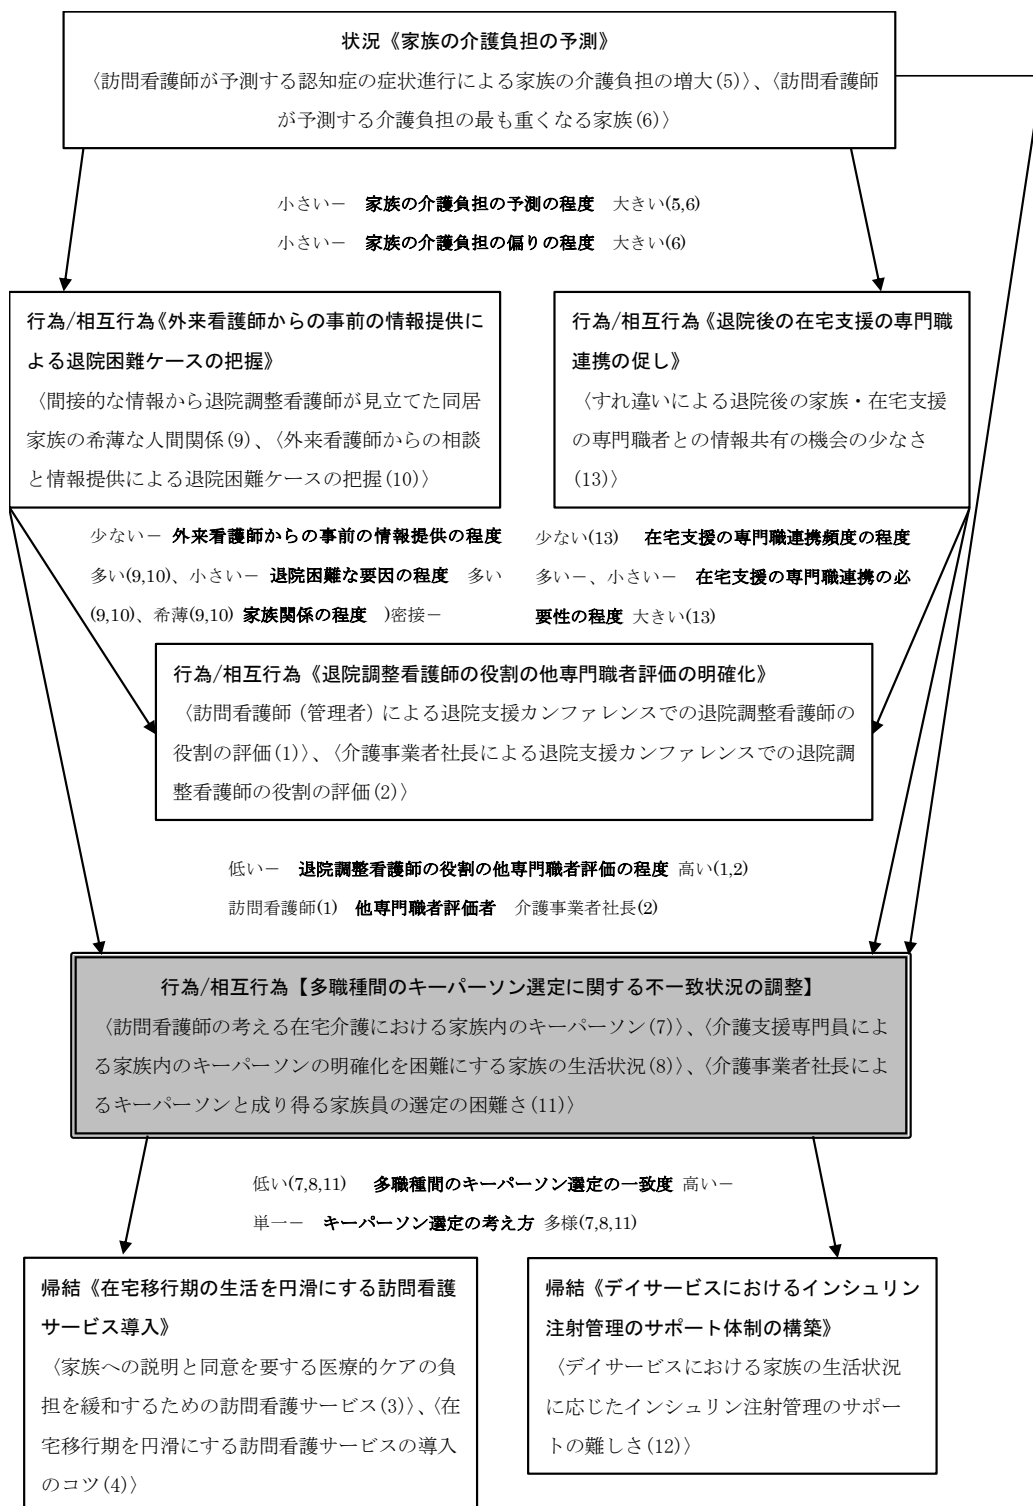 状況《家族の介護負担の予測》
〈訪問看護師が予測する認知症の症状進行による家族の介護負担の増大(5)〉、〈訪問看護師
が予測する介護負担の最も重くなる家族(6)〉
小さい－　家族の介護負担の予測の程度　大きい(5,6)
小さい－　家族の介護負担の偏りの程度　大きい(6)
行為/相互行為《外来看護師からの事前の情報提供に
よる退院困難ケースの把握》
〈間接的な情報から退院調整看護師が見立てた同居
家族の希薄な人間関係(9)、〈外来看護師からの相談
と情報提供による退院困難ケースの把握(10)〉
行為/相互行為《退院後の在宅支援の専門職
連携の促し》
〈すれ違いによる退院後の家族・在宅支援
の専門職者との情報共有の機会の少なさ
(13)〉
少ない－ 外来看護師からの事前の情報提供の程度
多い(9,10)、小さい－ 退院困難な要因の程度　多い
(9,10)、希薄(9,10) 家族関係の程度　)密接－
少ない(13)　在宅支援の専門職連携頻度の程度
多い－、小さい－　在宅支援の専門職連携の必
要性の程度 大きい(13)
行為/相互行為《退院調整看護師の役割の他専門職者評価の明確化》
〈訪問看護師（管理者）による退院支援カンファレンスでの退院調整看護師の
役割の評価(1)〉、〈介護事業者社長による退院支援カンファレンスでの退院調
整看護師の役割の評価(2)〉
低い－　退院調整看護師の役割の他専門職者評価の程度 高い(1,2)
訪問看護師(1)　他専門職者評価者　介護事業者社長(2)
行為/相互行為【多職種間のキーパーソン選定に関する不一致状況の調整】
〈訪問看護師の考える在宅介護における家族内のキーパーソン(7)〉、〈介護支援専門員によ
る家族内のキーパーソンの明確化を困難にする家族の生活状況(8)〉、〈介護事業者社長によ
るキーパーソンと成り得る家族員の選定の困難さ(11)〉
低い(7,8,11)　多職種間のキーパーソン選定の一致度 高い－
単一－　キーパーソン選定の考え方 多様(7,8,11)
帰結《在宅移行期の生活を円滑にする訪問看護
サービス導入》
〈家族への説明と同意を要する医療的ケアの負
担を緩和するための訪問看護サービス(3)〉、〈在
宅移行期を円滑にする訪問看護サービスの導入
のコツ(4)〉
帰結《デイサービスにおけるインシュリン
注射管理のサポート体制の構築》
〈デイサービスにおける家族の生活状況
に応じたインシュリン注射管理のサポー
トの難しさ(12)〉